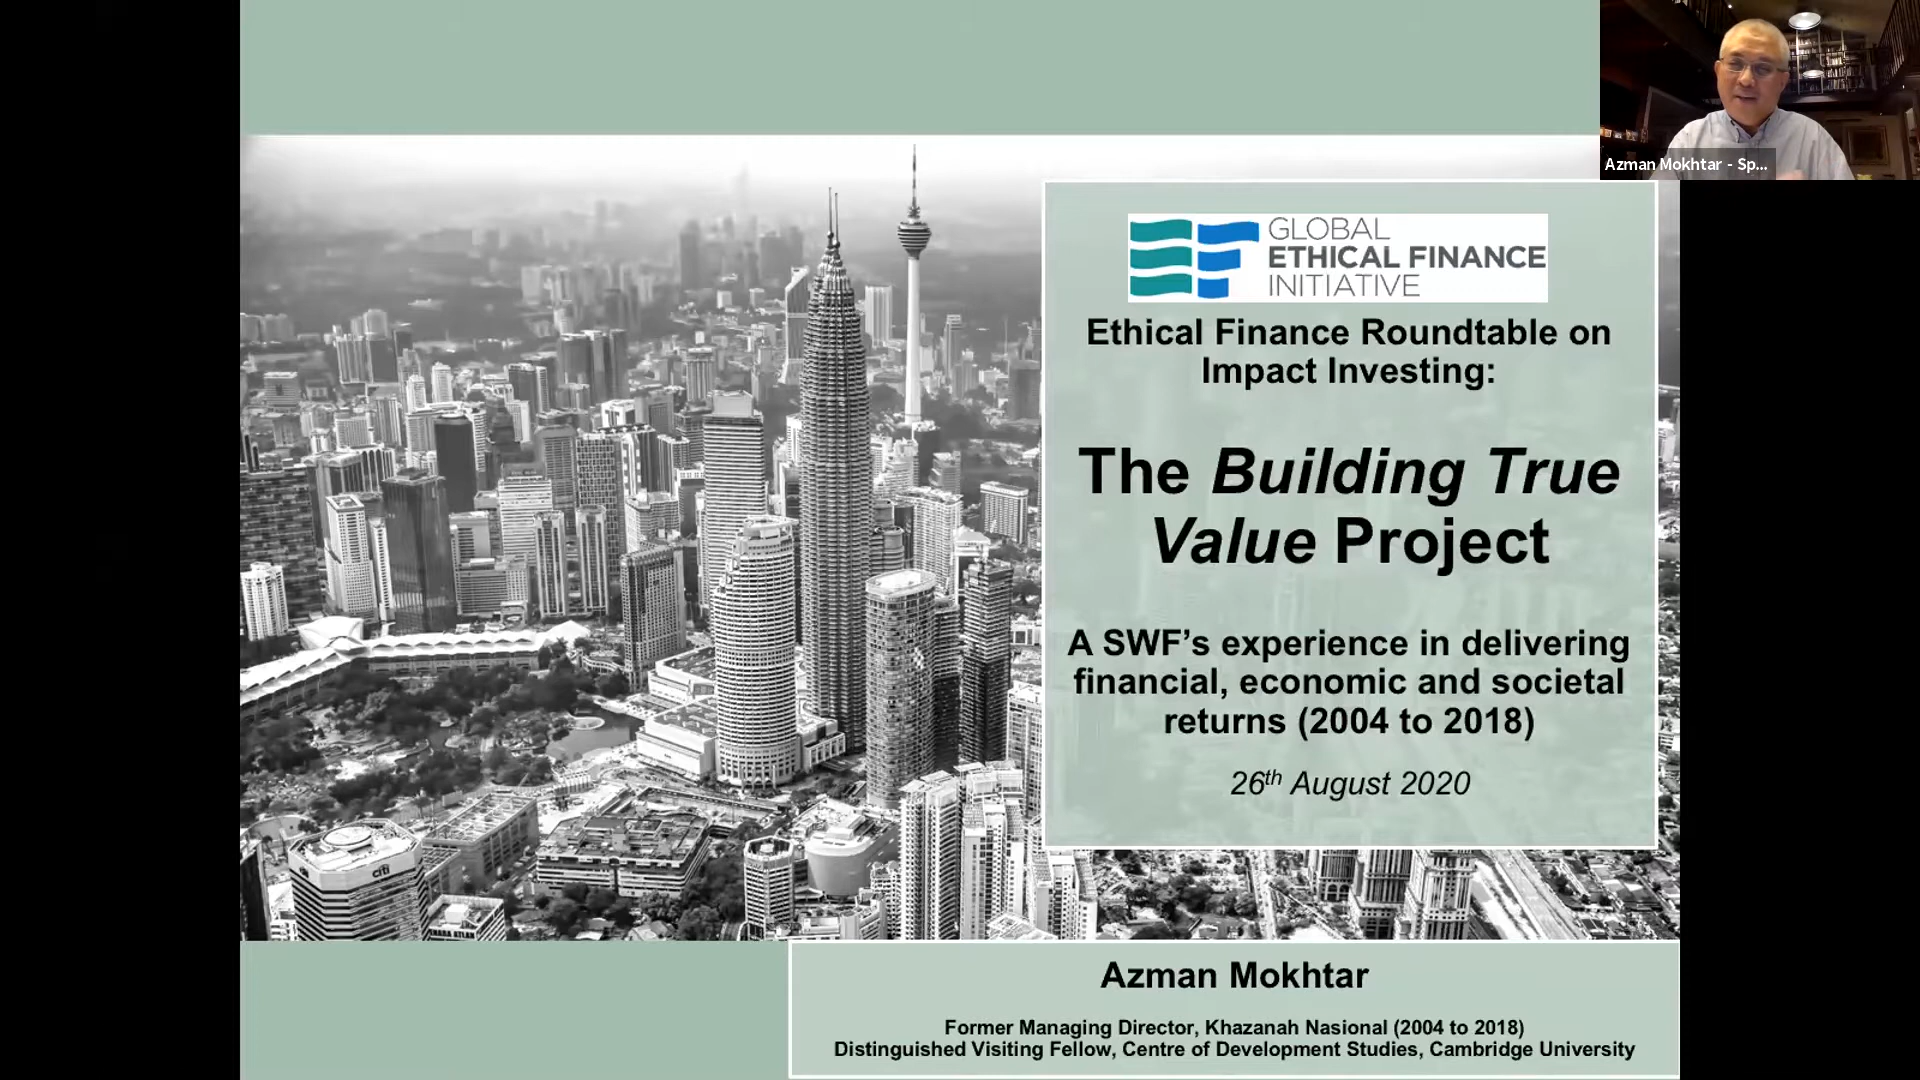 Azman Mokhtar - Sp...
GLOBAL
ETHICAL FINANCE
INITIATIVE
Ethical Finance Roundtable on
Impact Investing:
The Building True
Value Project
A SWF’s experience in delivering
financial, economic and societal
returns (2004 to 2018)
26th August 2020
citi
Azman Mokhtar
Former Managing Director, Khazanah Nasional (2004 to 2018)
Distinguished Visiting Fellow, Centre of Development Studies, Cambridge University